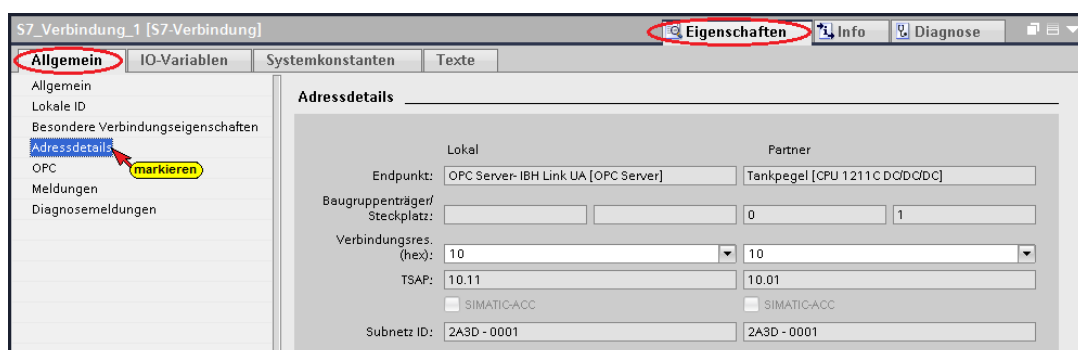 S7_Verbindung_1 [S7-Verbindung]
Eigenschaften Info Diagnose
Allgemein IO-Variablen Systemkonstanten Texte
Allgemein
Lokale ID
Besondere Verbindungseigenschaften
Adressdetails
markieren
OPC
Meldungen
Diagnosemeldungen
Adressdetails
Lokal Partner
Endpunkt: OPC Server- IBH Link UA [OPC Server] Tankpegel [CPU 1211C DC/DC/DC]
Baugruppenträger/
Steckplatz: 0 1
Verbindungsres.
(hex): 10 10
TSAP: 10.11 10.01
SIMATIC-ACC SIMATIC-ACC
Subnetz ID: 2A3D - 0001 2A3D - 0001